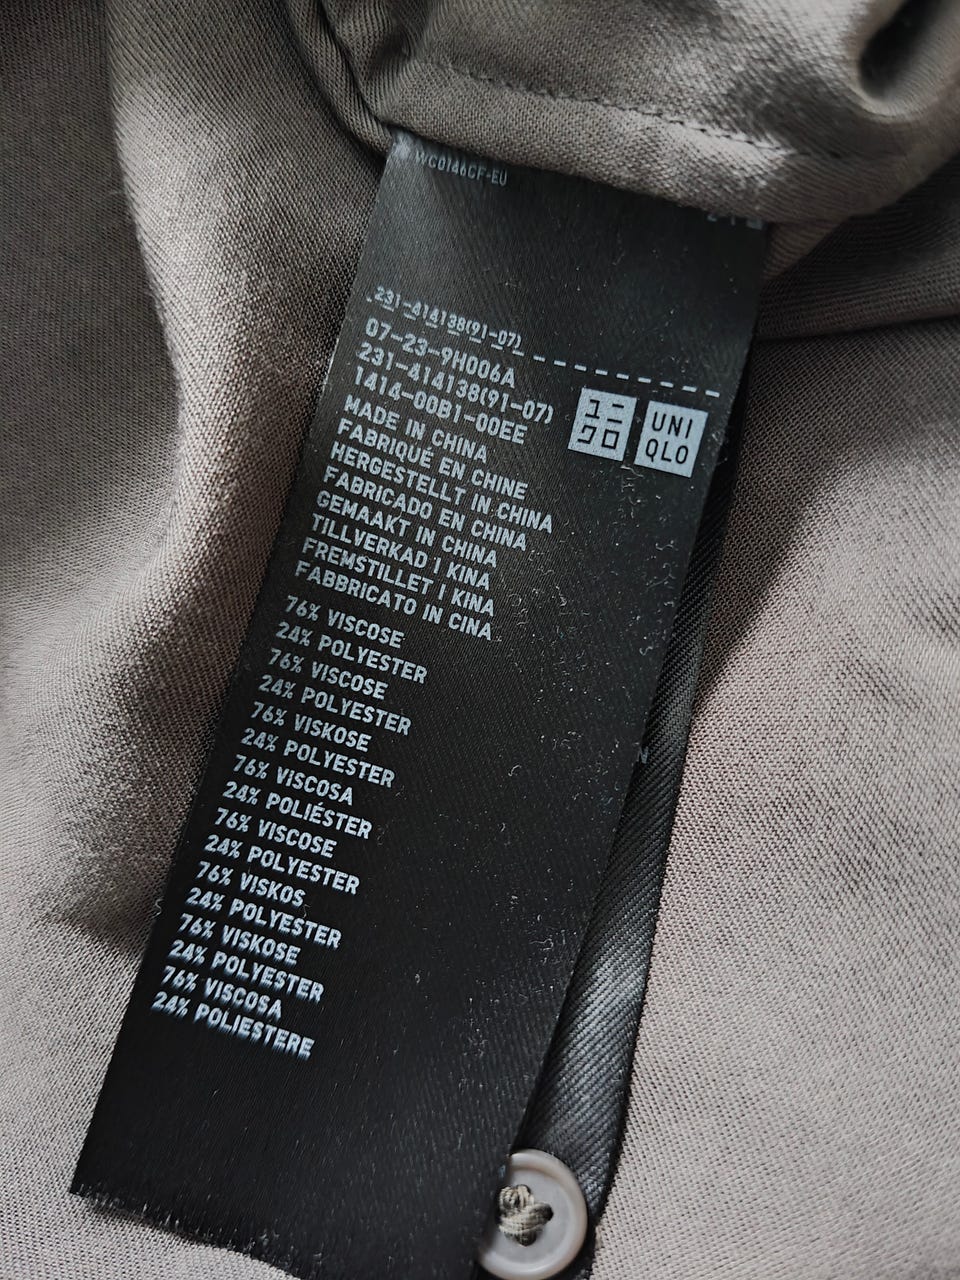 WC0146CF-EU
231-414138(91-07)
07-23-9H006A
231-414138(91-07)
1414-00B1-00EE
ユニ
クロ
UNI
QLO
MADE IN CHINA
FABRIQUÉ EN CHINE
HERGESTELLT IN CHINA
FABRICADO EN CHINA
GEMAAKT IN CHINA
TILLVERKAD I KINA
FREMSTILLET I KINA
FABBRICATO IN CINA
76% VISCOSE
24% POLYESTER
76% VISCOSE
24% POLYESTER
76% VISKOSE
24% POLYESTER
76% VISCOSA
24% POLIÉSTER
76% VISCOSE
24% POLYESTER
76% VISKOS
24% POLYESTER
76% VISKOSE
24% POLYESTER
76% VISCOSA
24% POLIESTERE